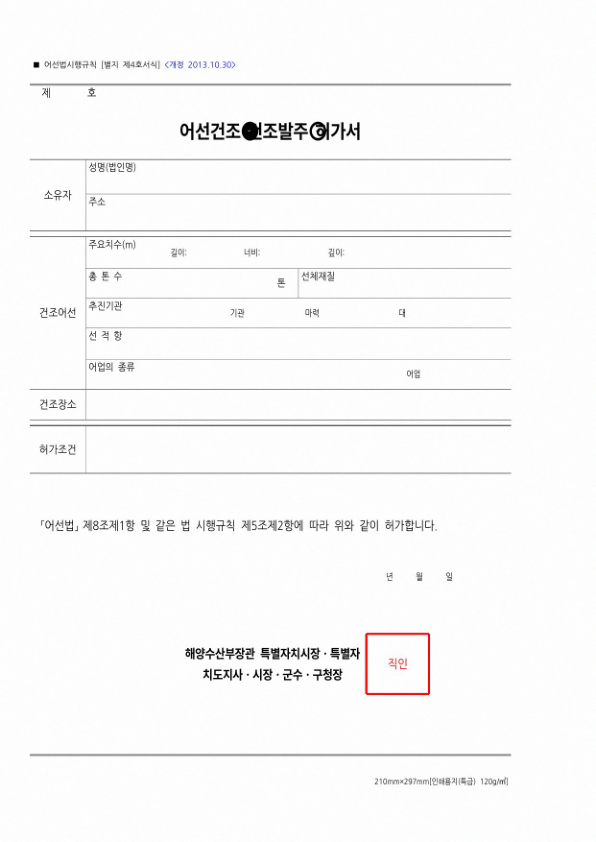 ■ 어선법시행규칙 [별지 제4호서식] <개정 2013.10.30>
제 호
어선건조 조발주 가서
소유자
성명(법인명)
주소
건조어선
주요치수(m)
길이: 너비: 깊이:
총 톤 수 톤 선체재질
추진기관
기관 마력 대
선 적 항
어업의 종류
어업
건조장소
허가조건
「어선법」 제8조제1항 및 같은 법 시행규칙 제5조제2항에 따라 위와 같이 허가합니다.
년 월 일
해양수산부장관 특별자치시장ㆍ특별자
치도지사ㆍ시장ㆍ군수ㆍ구청장
직인
210mm×297mm[인쇄용지(특급) 120g/㎡]